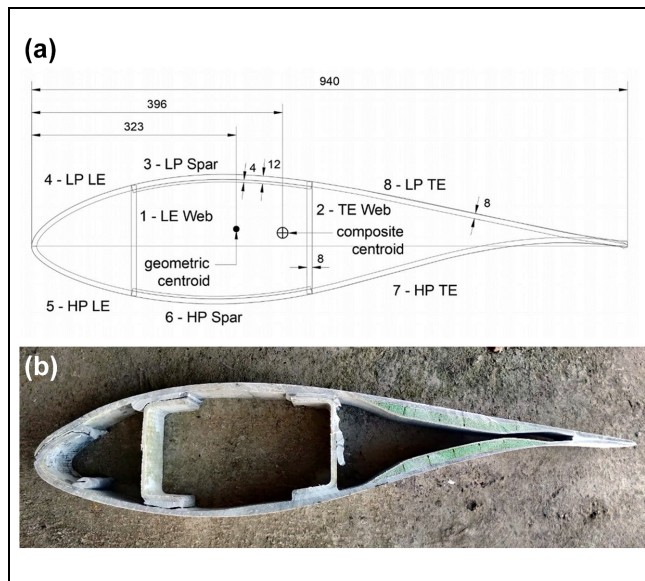 (a)
940
396
323
3 - LP Spar
4
12
4 - LP LE
8 - LP TE
1 - LE Web
2 - TE Web
8
composite
centroid
geometric
centroid
8
5 - HP LE
7 - HP TE
6 - HP Spar
(b)